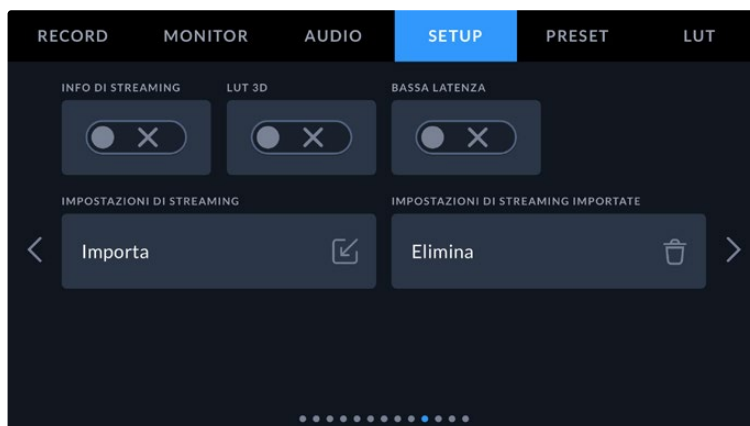 RECORD MONITOR AUDIO SETUP PRESET LUT
INFO DI STREAMING LUT 3D BASSA LATENZA
IMPOSTAZIONI DI STREAMING IMPOSTAZIONI DI STREAMING IMPORTATE
Importa Elimina